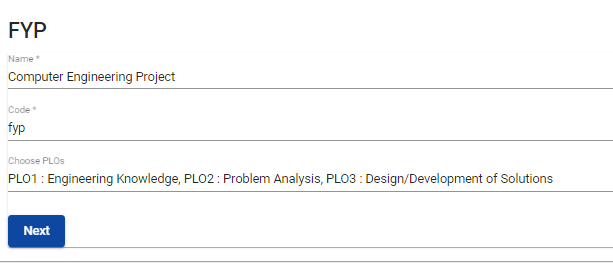 FYP
Name *
Computer Engineering Project
Code *
fyp
Choose PLOs
PLO1 : Engineering Knowledge, PLO2 : Problem Analysis, PLO3 : Design/Development of Solutions
Next